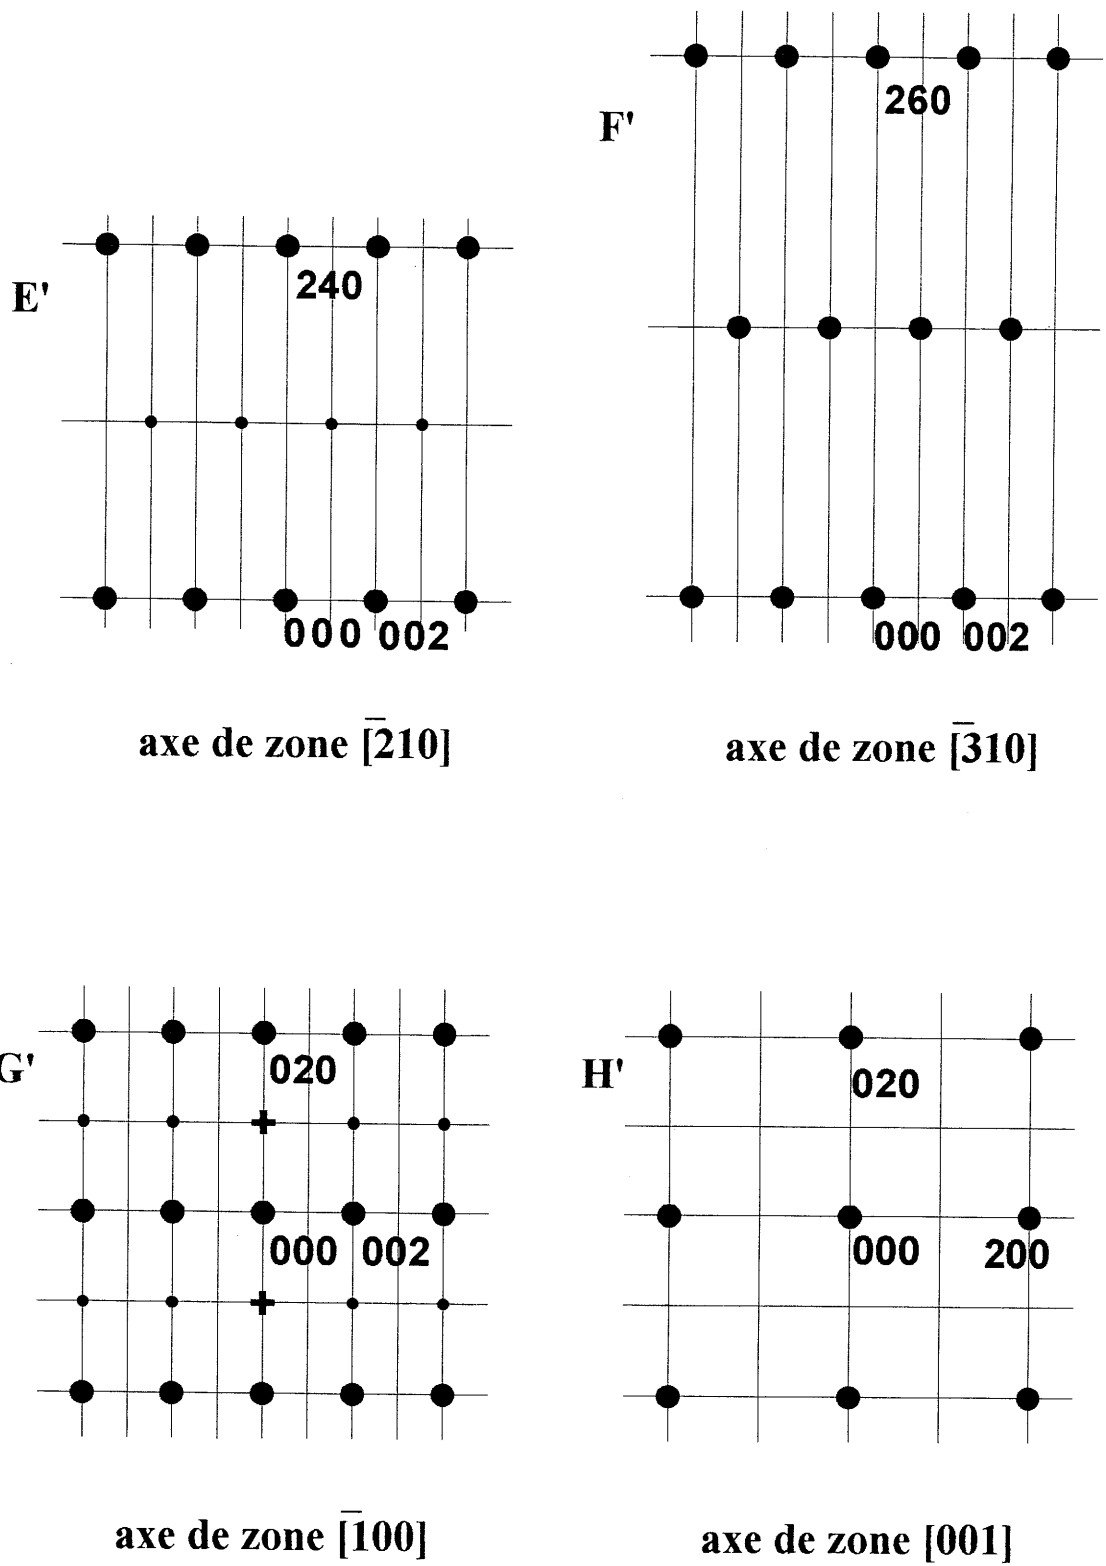 F'
260
E'
240
000 002
000 002
axe de zone [2̅10]
axe de zone [3̅10]
G'
020
H'
020
000 002
000 200
axe de zone [1̅00]
axe de zone [001]